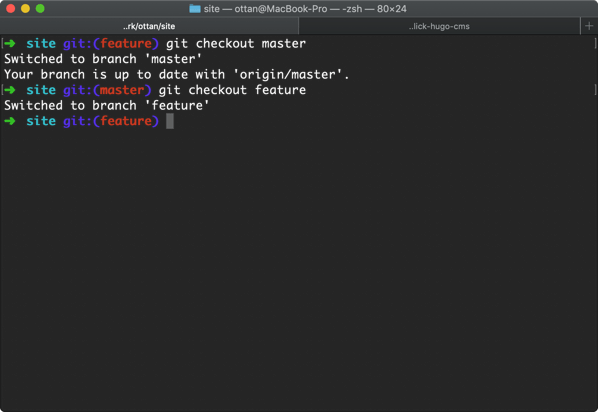 site — ottan@MacBook-Pro — -zsh — 80×24
..rk/ottan/site
..lick-hugo-cms
➜ site git:(feature) git checkout master
Switched to branch 'master'
Your branch is up to date with 'origin/master'.
➜ site git:(master) git checkout feature
Switched to branch 'feature'
➜ site git:(feature)